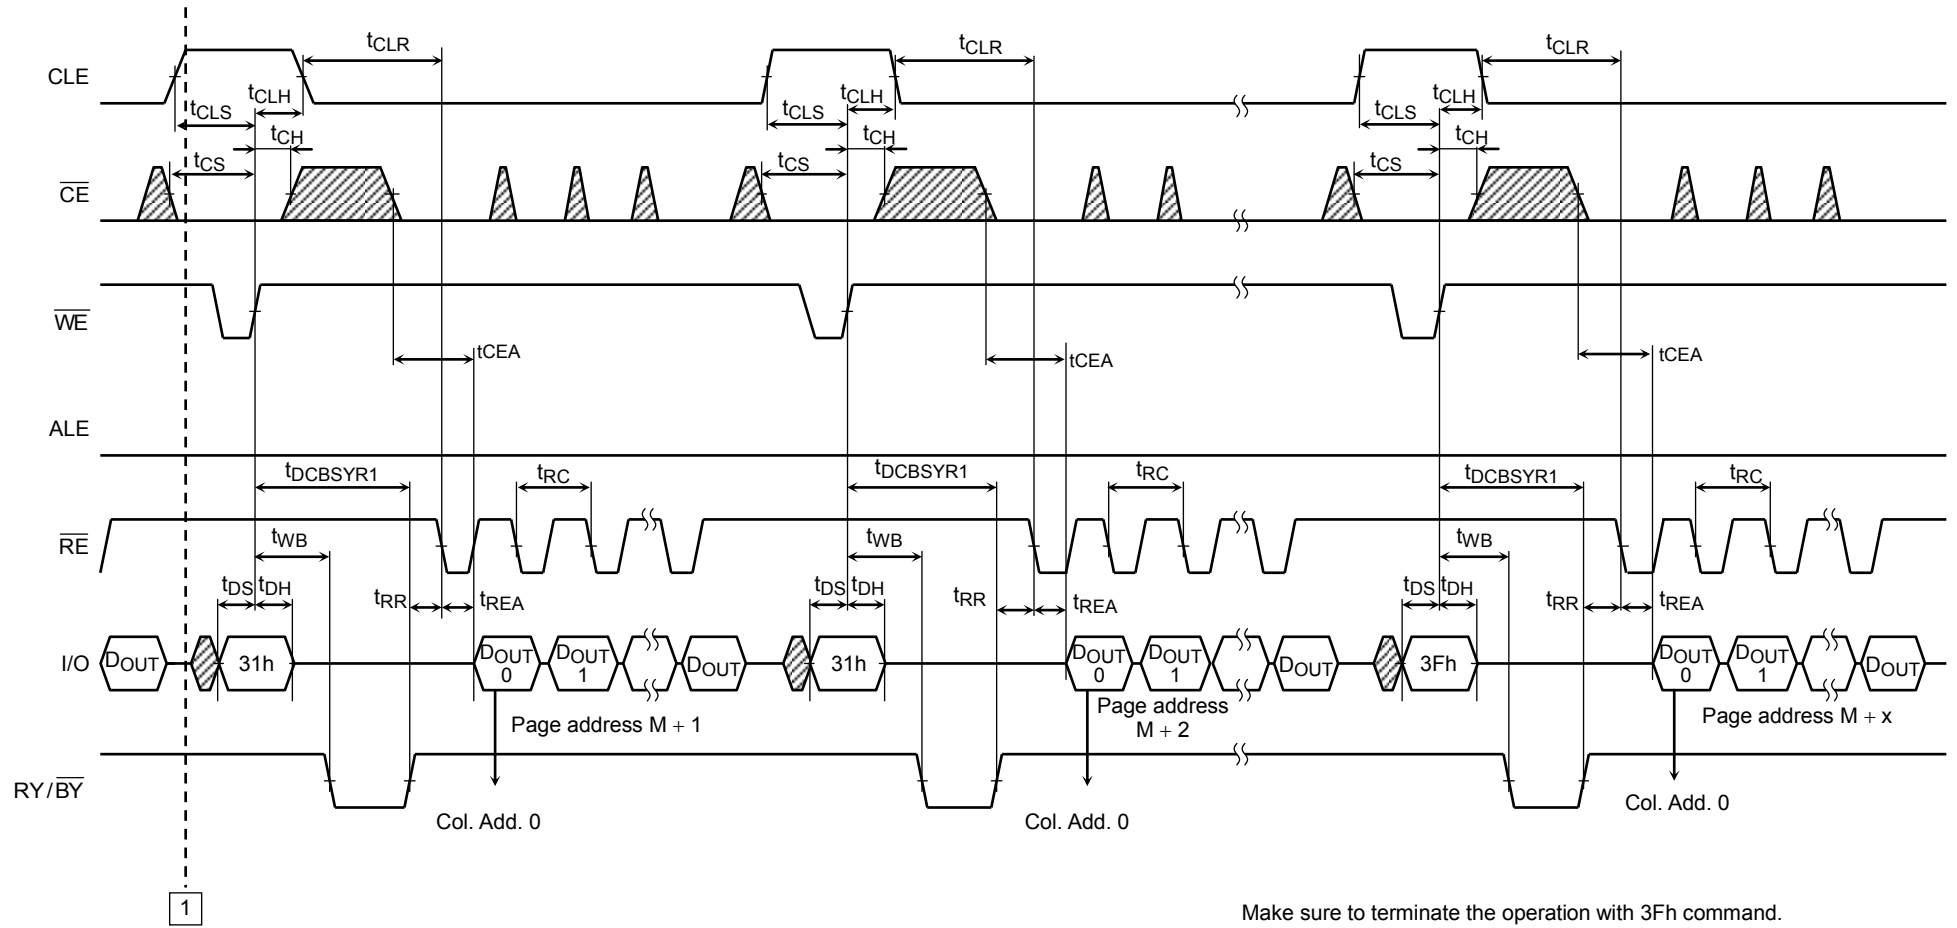 CLE
tCLR
tCLR
tCLR
tCLH
tCLH
tCLH
tCLS
tCLS
tCLS
tCH
tCH
tCH
CE
tCS
tCS
tCS
WE
tCEA
tCEA
tCEA
ALE
tDCBSYR1
tRC
tDCBSYR1
tRC
tDCBSYR1
tRC
RE
tWB
tWB
tWB
tDS
tDH
tRR
tREA
tDS
tDH
tRR
tREA
tDS
tDH
tRR
tREA
I/O
DOUT
31h
DOUT
0
DOUT
1
DOUT
31h
DOUT
0
DOUT
1
DOUT
3Fh
DOUT
0
DOUT
1
DOUT
Page address M + 1
Page address
M + 2
Page address M + x
RY/BY
Col. Add. 0
Col. Add. 0
Col. Add. 0
1
Make sure to terminate the operation with 3Fh command.